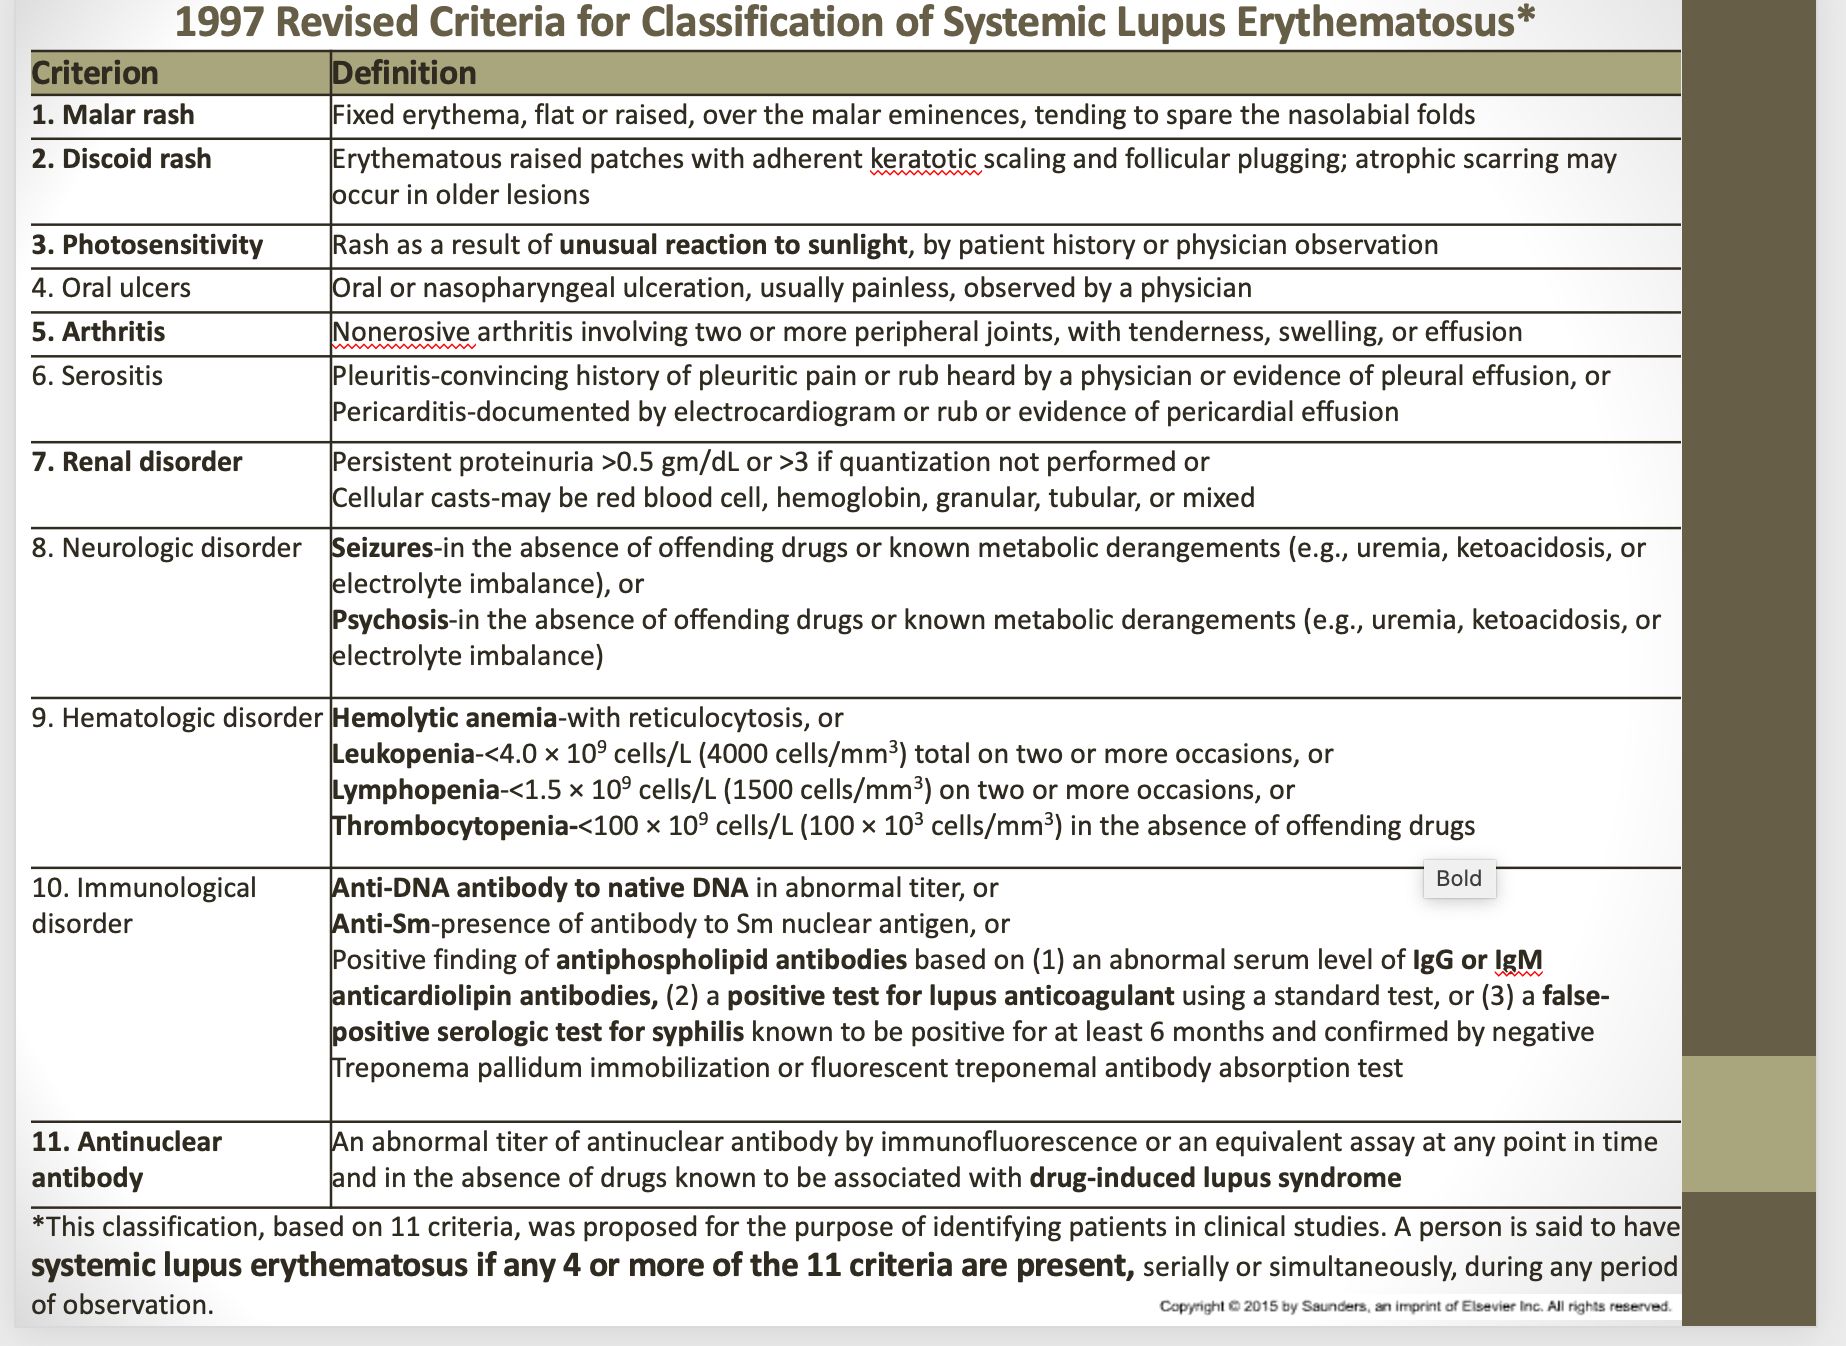 1997 Revised Criteria for Classification of Systemic Lupus Erythematosus*
Criterion Definition
1. Malar rash Fixed erythema, flat or raised, over the malar eminences, tending to spare the nasolabial folds
2. Discoid rash Erythematous raised patches with adherent keratotic scaling and follicular plugging; atrophic scarring may
occur in older lesions
3. Photosensitivity Rash as a result of unusual reaction to sunlight, by patient history or physician observation
4. Oral ulcers Oral or nasopharyngeal ulceration, usually painless, observed by a physician
5. Arthritis Nonerosive arthritis involving two or more peripheral joints, with tenderness, swelling, or effusion
6. Serositis Pleuritis-convincing history of pleuritic pain or rub heard by a physician or evidence of pleural effusion, or
Pericarditis-documented by electrocardiogram or rub or evidence of pericardial effusion
7. Renal disorder Persistent proteinuria >0.5 gm/dL or >3 if quantization not performed or
Cellular casts-may be red blood cell, hemoglobin, granular, tubular, or mixed
8. Neurologic disorder Seizures-in the absence of offending drugs or known metabolic derangements (e.g., uremia, ketoacidosis, or
electrolyte imbalance), or
Psychosis-in the absence of offending drugs or known metabolic derangements (e.g., uremia, ketoacidosis, or
electrolyte imbalance)
9. Hematologic disorder Hemolytic anemia-with reticulocytosis, or
Leukopenia-<4.0 × 10⁹ cells/L (4000 cells/mm³) total on two or more occasions, or
Lymphopenia-<1.5 × 10⁹ cells/L (1500 cells/mm³) on two or more occasions, or
Thrombocytopenia-<100 × 10⁹ cells/L (100 × 10³ cells/mm³) in the absence of offending drugs
Bold
10. Immunological disorder Anti-DNA antibody to native DNA in abnormal titer, or
Anti-Sm-presence of antibody to Sm nuclear antigen, or
Positive finding of antiphospholipid antibodies based on (1) an abnormal serum level of IgG or IgM
anticardiolipin antibodies, (2) a positive test for lupus anticoagulant using a standard test, or (3) a false-
positive serologic test for syphilis known to be positive for at least 6 months and confirmed by negative
Treponema pallidum immobilization or fluorescent treponemal antibody absorption test
11. Antinuclear antibody An abnormal titer of antinuclear antibody by immunofluorescence or an equivalent assay at any point in time
and in the absence of drugs known to be associated with drug-induced lupus syndrome
*This classification, based on 11 criteria, was proposed for the purpose of identifying patients in clinical studies. A person is said to have
systemic lupus erythematosus if any 4 or more of the 11 criteria are present, serially or simultaneously, during any period
of observation.
Copyright © 2015 by Saunders, an imprint of Elsevier Inc. All rights reserved.